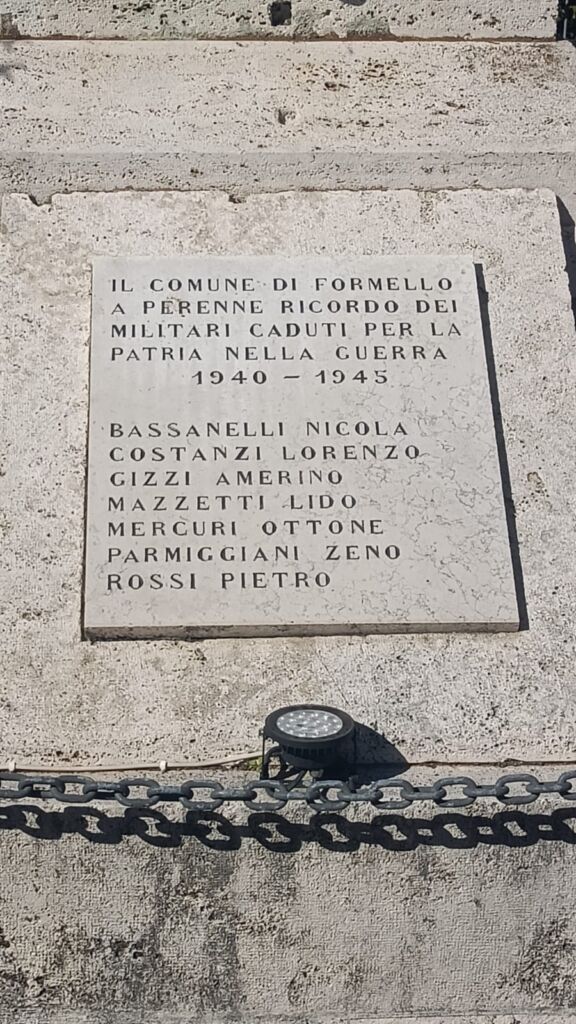 IL COMUNE DI FORMELLO
A PERENNE RICORDO DEI
MILITARI CADUTI PER LA
PATRIA NELLA GUERRA
1940 – 1945
BASSANELLI NICOLA
COSTANZI LORENZO
GIZZI AMERINO
MAZZETTI LIDO
MERCURI OTTONE
PARMIGGIANI ZENO
ROSSI PIETRO